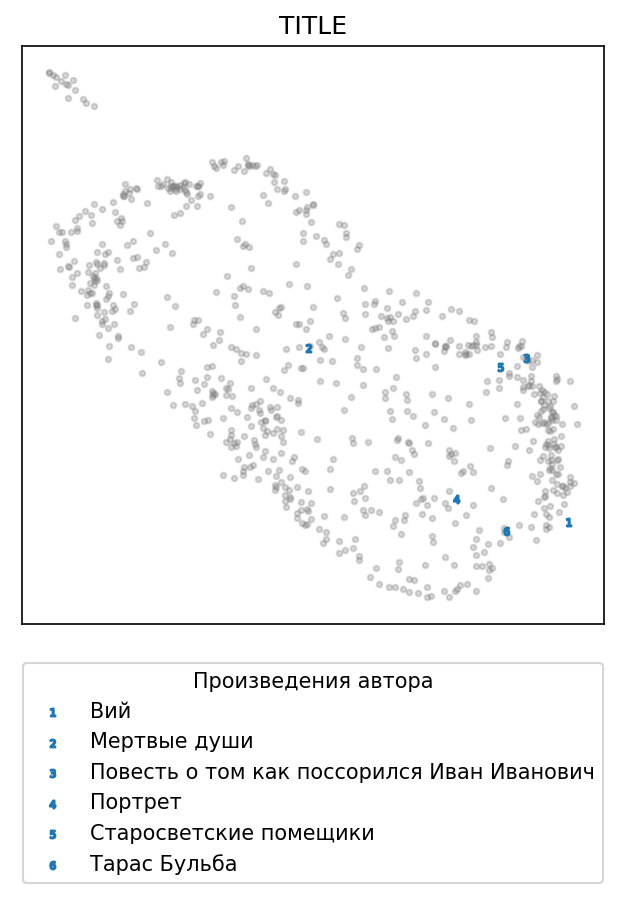 TITLE
3
5
2
4
6
1
Произведения автора
1 Вий
2 Мертвые души
3 Повесть о том как поссорился Иван Иванович
4 Портрет
5 Старосветские помещики
6 Тарас Бульба